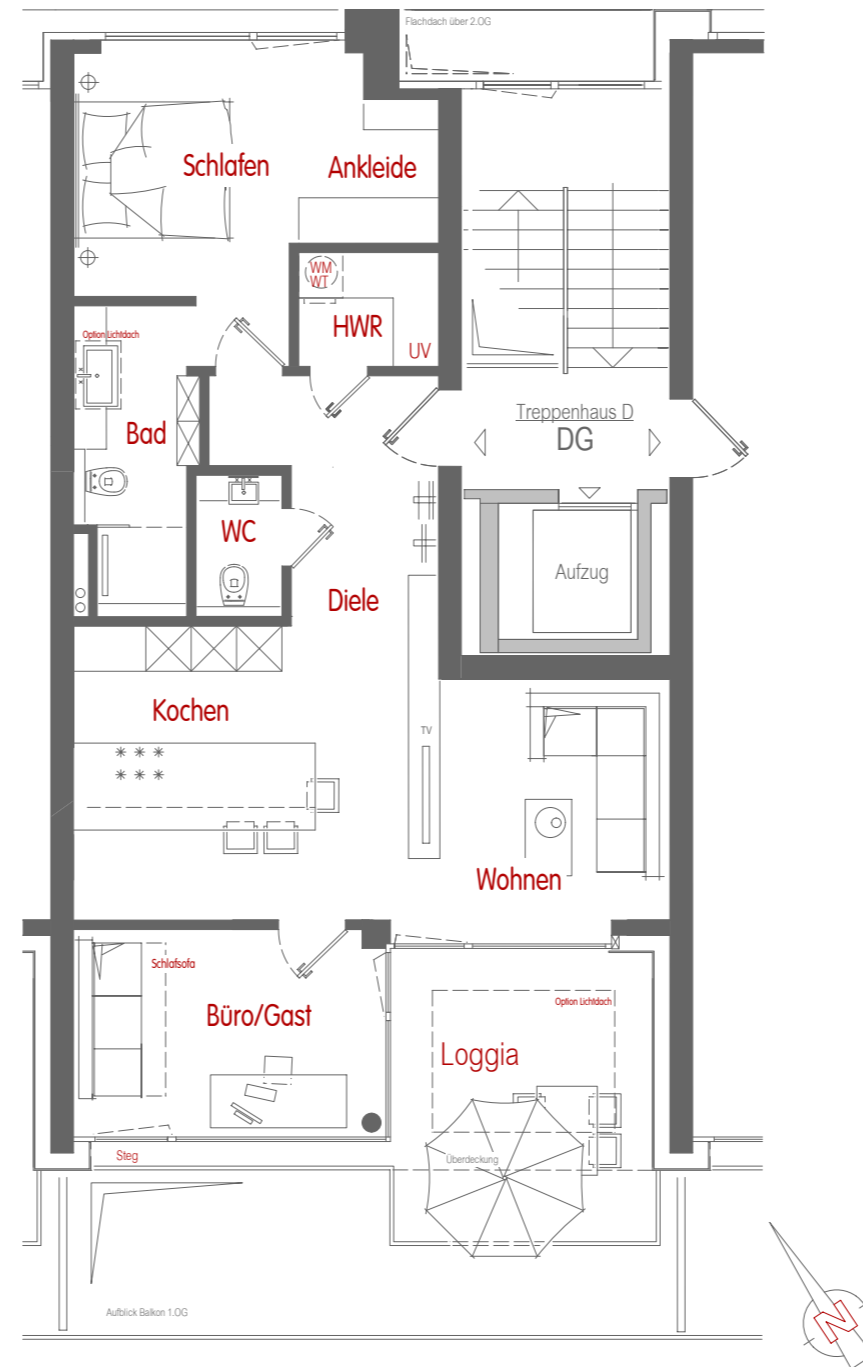 Flachdach über 2.OG
Schlafen
Ankleide
WM
WT
HWR
UV
Option Lichtdach
Bad
Treppenhaus D
DG
WC
Aufzug
Diele
Kochen
TV
Wohnen
Schlafsofa
Büro/Gast
Option Lichtdach
Loggia
Steg
Überdeckung
Aufblick Balkon 1.OG
N